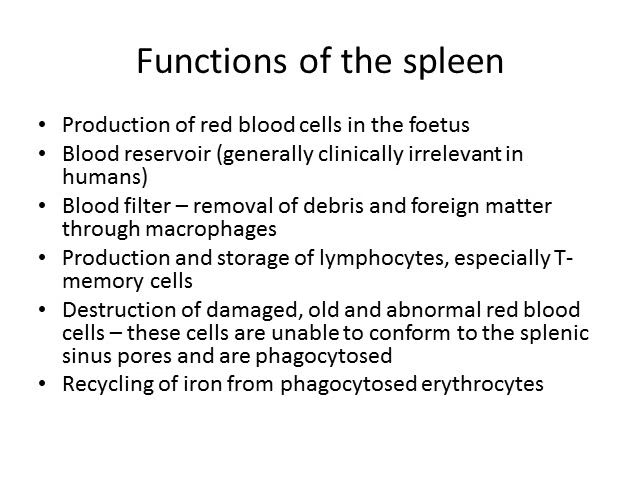 Functions of the spleen
• Production of red blood cells in the foetus
• Blood reservoir (generally clinically irrelevant in
humans)
• Blood filter – removal of debris and foreign matter
through macrophages
• Production and storage of lymphocytes, especially T-
memory cells
• Destruction of damaged, old and abnormal red blood
cells – these cells are unable to conform to the splenic
sinus pores and are phagocytosed
• Recycling of iron from phagocytosed erythrocytes